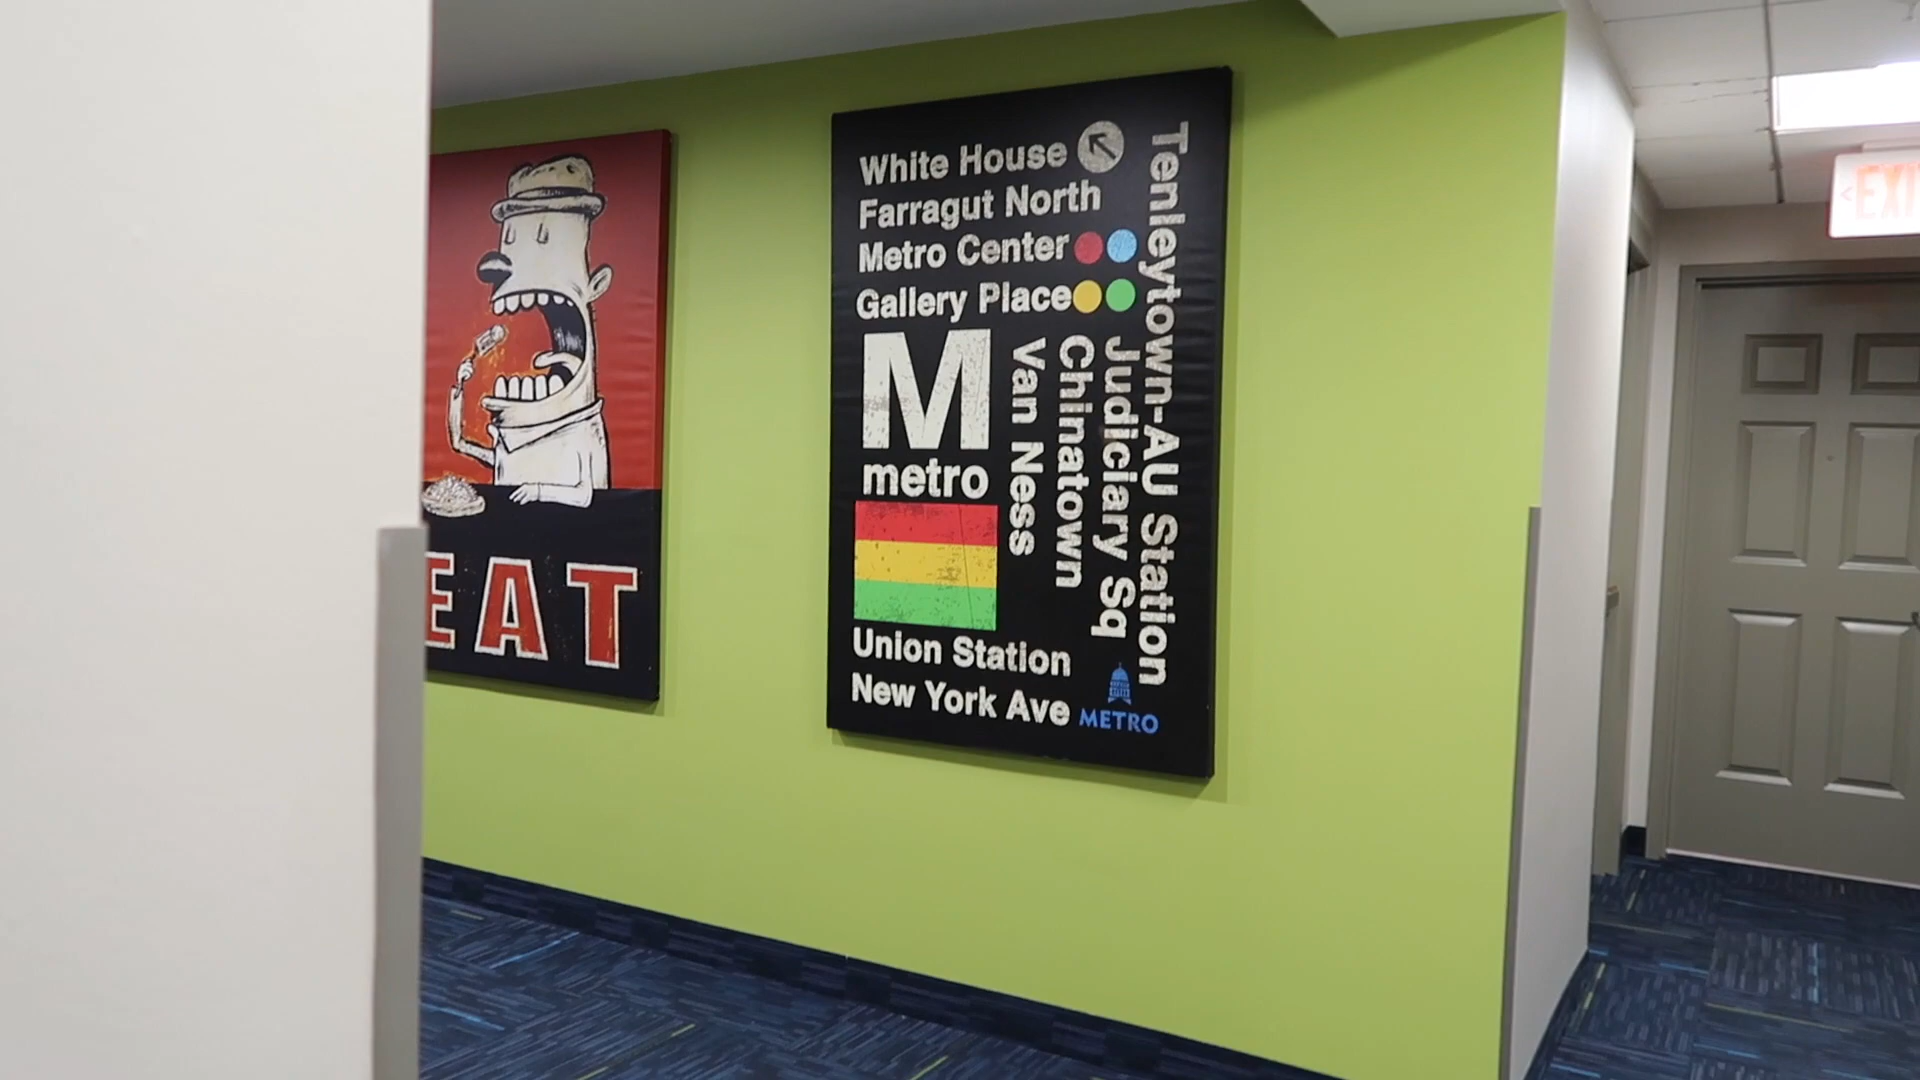 White House
Farragut North
Metro Center
Gallery Place
M
metro
Van Ness
Chinatown
Judiciary Sq
Tenleytown-AU Station
Union Station
New York Ave
METRO
EAT
<EXI